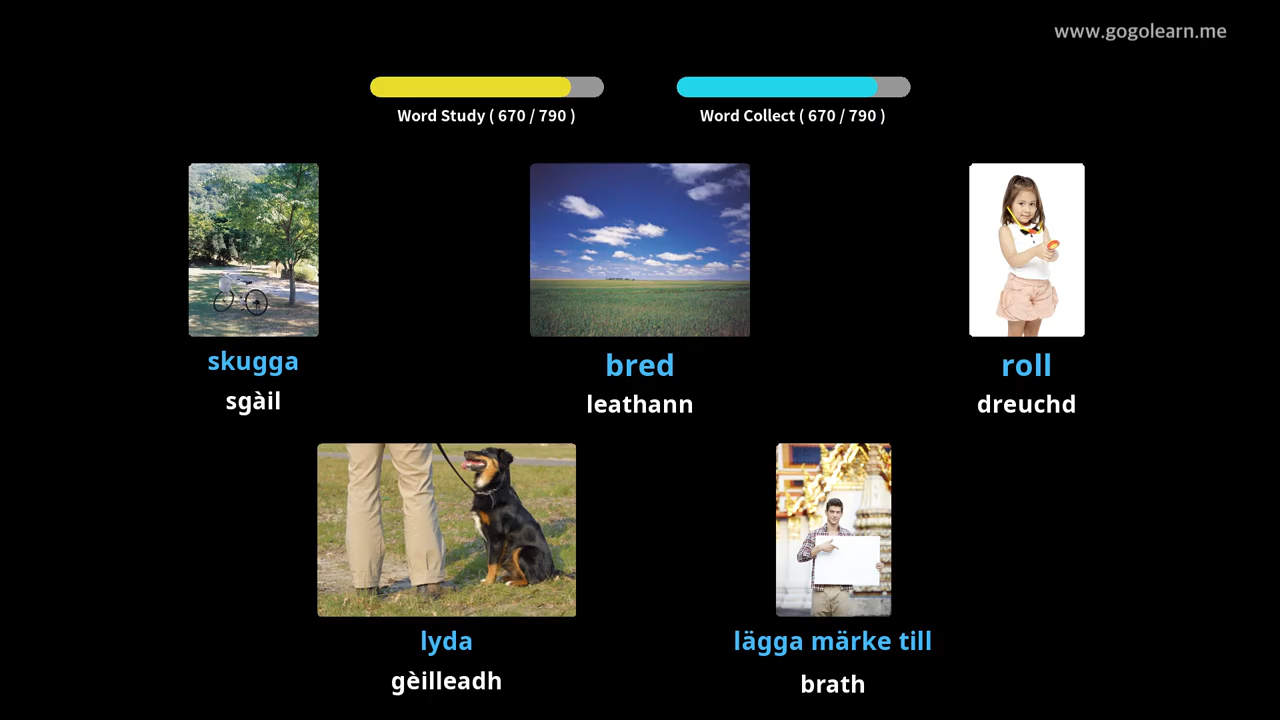 www.gogolearn.me
Word Study ( 670 / 790 )
Word Collect ( 670 / 790 )
skugga
sgàil
bred
leathann
roll
dreuchd
lyda
gèilleadh
lägga märke till
brath